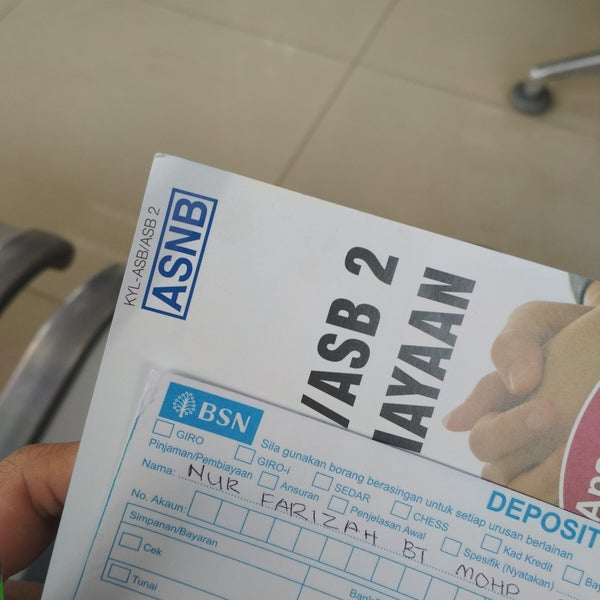 KYL-ASB/ASB 2
ASNB
/ASB 2
AYAAN
BSN
DEPOSIT
Sila gunakan borang berasingan untuk setiap urusan berlainan
GIRO
GIRO-i
SEDAR
CHESS
Kad Kredit
Pinjaman/Pembiayaan
Ansuran
Penjelasan Awal
Spesifik (Nyatakan)
Nama: NUR FARIZAH BT MOHD
No. Akaun:
Simpanan/Bayaran
Cek
Tunai
Bank